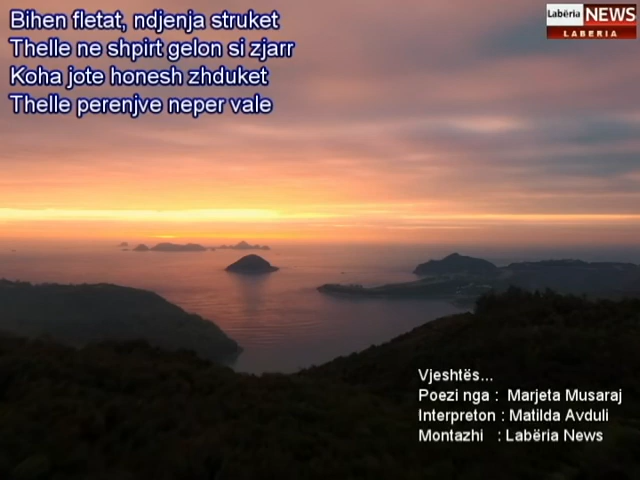 Bihen fletat, ndjenja struket
Thelle ne shpirt gelon si zjarr
Koha jote honesh zhduket
Thelle perenjve neper vale
Labëria NEWS
LABERIA
Vjeshtës...
Poezi nga : Marjeta Musaraj
Interpreton : Matilda Avduli
Montazhi : Labëria News